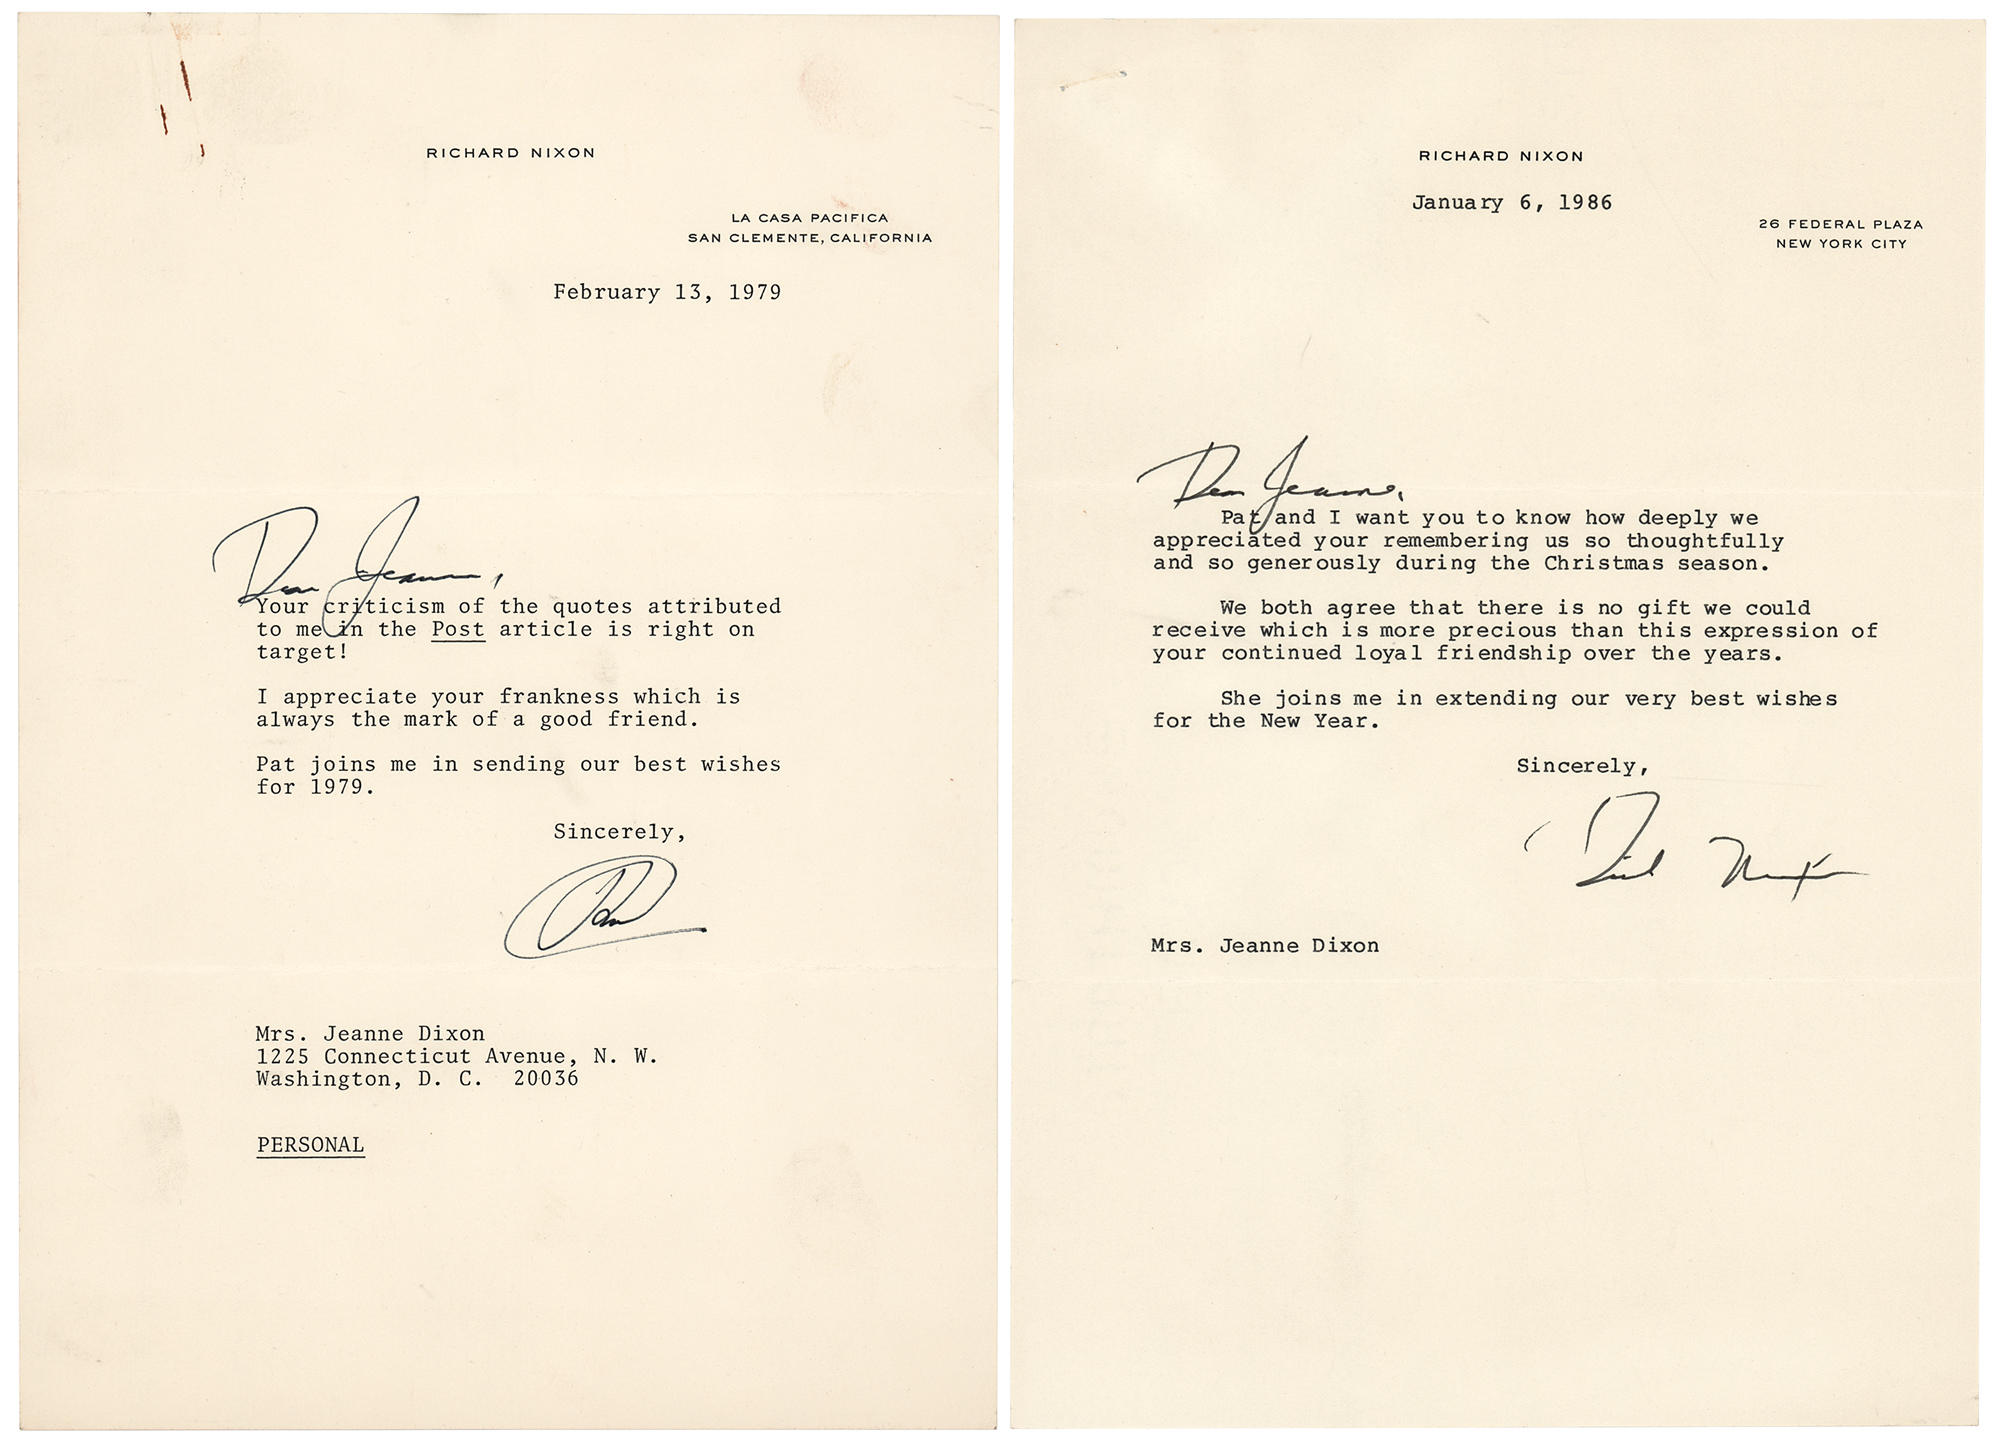 RICHARD NIXON
LA CASA PACIFICA
SAN CLEMENTE, CALIFORNIA
February 13, 1979
Dear Jeanne,
Your criticism of the quotes attributed
to me in the Post article is right on
target!
I appreciate your frankness which is
always the mark of a good friend.
Pat joins me in sending our best wishes
for 1979.
Sincerely,
Mrs. Jeanne Dixon
1225 Connecticut Avenue, N. W.
Washington, D. C. 20036
PERSONAL
RICHARD NIXON
January 6, 1986
26 FEDERAL PLAZA
NEW YORK CITY
Dear Jeanne,
Pat and I want you to know how deeply we
appreciated your remembering us so thoughtfully
and so generously during the Christmas season.
We both agree that there is no gift we could
receive which is more precious than this expression of
your continued loyal friendship over the years.
She joins me in extending our very best wishes
for the New Year.
Sincerely,
Dick Nixon
Mrs. Jeanne Dixon